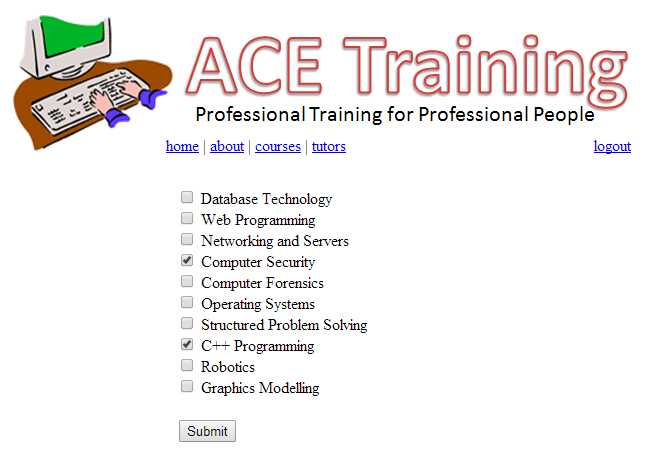 ACE Training
Professional Training for Professional People
home | about | courses | tutors logout
Database Technology
Web Programming
Networking and Servers
Computer Security
Computer Forensics
Operating Systems
Structured Problem Solving
C++ Programming
Robotics
Graphics Modelling
Submit